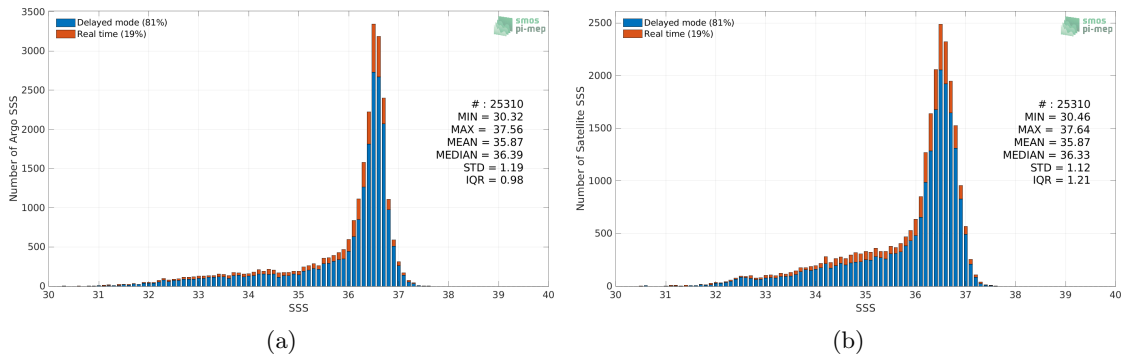 Delayed mode (81%)
Real time (19%)
smos
pi-mep
# : 25310
MIN = 30.32
MAX = 37.56
MEAN = 35.87
MEDIAN = 36.39
STD = 1.19
IQR = 0.98
Number of Argo SSS
3500
3000
2500
2000
1500
1000
500
0
30 31 32 33 34 35 36 37 38 39 40
SSS
(a)
Delayed mode (81%)
Real time (19%)
smos
pi-mep
# : 25310
MIN = 30.46
MAX = 37.64
MEAN = 35.87
MEDIAN = 36.33
STD = 1.12
IQR = 1.21
Number of Satellite SSS
2500
2000
1500
1000
500
0
30 31 32 33 34 35 36 37 38 39 40
SSS
(b)